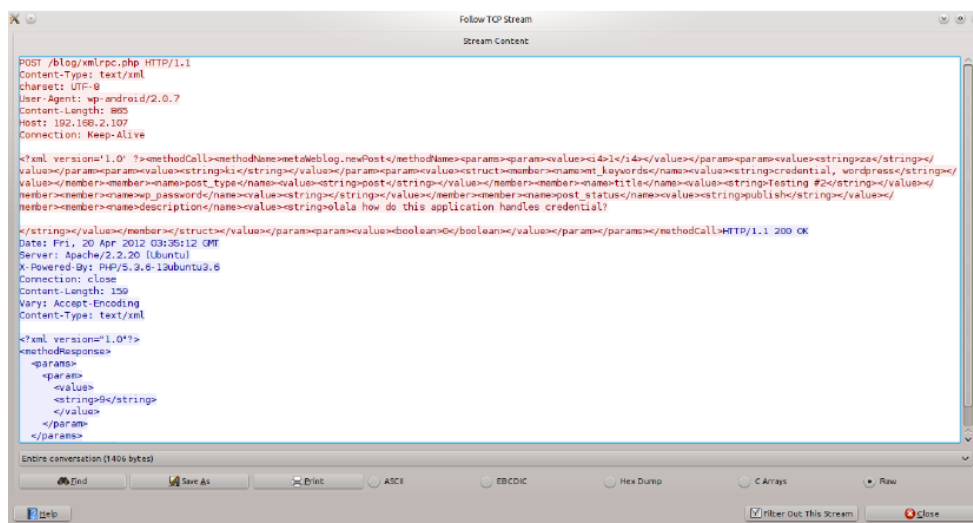 Follow TCP Stream
Stream Content
POST /blog/xmlrpc.php HTTP/1.1
Content-Type: text/xml
charset: UTF-8
User-Agent: wp-android/2.0.7
Content-Length: 865
Host: 192.168.2.107
Connection: Keep-Alive
<?xml version='1.0' ?><methodCall><methodName>metaWeblog.newPost</methodName><params><param><value><i4>1</i4></value></param><param><value><string>za</string></
value></param><param><value><string>ki</string></value></param><param><value><struct><member><name>mt_keywords</name><value><string>credential, wordpress</string></
value></member><member><name>post_type</name><value><string>post</string></value></member><member><name>title</name><value><string>Testing #2</string></value></
member><member><name>wp_password</name><value><string></string></value></member><member><name>post_status</name><value><string>publish</string></value></
member><member><name>description</name><value><string>olala how do this application handles credential?
</string></value></member></struct></value></param><param><value><boolean>0</boolean></value></param></params></methodCall>HTTP/1.1 200 OK
Date: Fri, 20 Apr 2012 03:35:12 GMT
Server: Apache/2.2.20 (Ubuntu)
X-Powered-By: PHP/5.3.6-13ubuntu3.6
Connection: close
Content-Length: 159
Vary: Accept-Encoding
Content-Type: text/xml
<?xml version="1.0"?>
<methodResponse>
<params>
<param>
<value>
<string>9</string>
</value>
</param>
</params>
Entire conversation (1406 bytes)
Find Save As Print ASCII EBCDIC Hex Dump C Arrays Raw
Help Filter Out This Stream Close